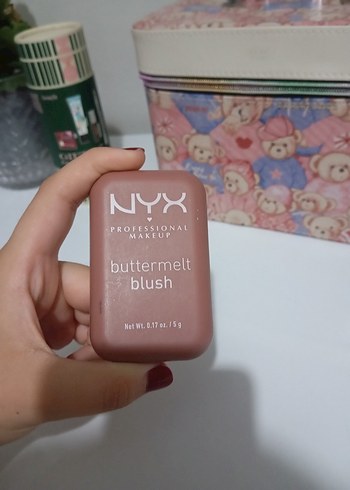 NYX
PROFESSIONAL
MAKEUP
buttermelt
blush
Net Wt. 0.17 oz. / 5 g